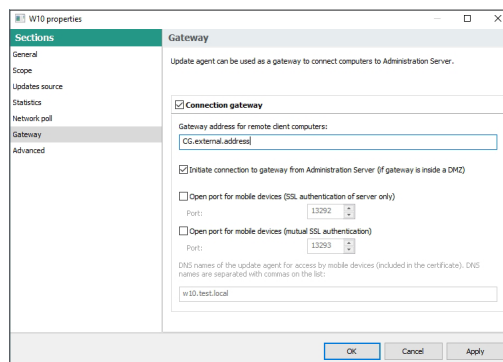 W10 properties
Sections
General
Scope
Updates source
Statistics
Network poll
Gateway
Advanced
Gateway
Update agent can be used as a gateway to connect computers to Administration Server.
Connection gateway
Gateway address for remote client computers:
CG.external.address
Initiate connection to gateway from Administration Server (if gateway is inside a DMZ)
Open port for mobile devices (SSL authentication of server only)
Port: 13292
Open port for mobile devices (mutual SSL authentication)
Port: 13293
DNS names of the update agent for access by mobile devices (included in the certificate). DNS
names are separated with commas on the list:
w10.test.local
OK Cancel Apply